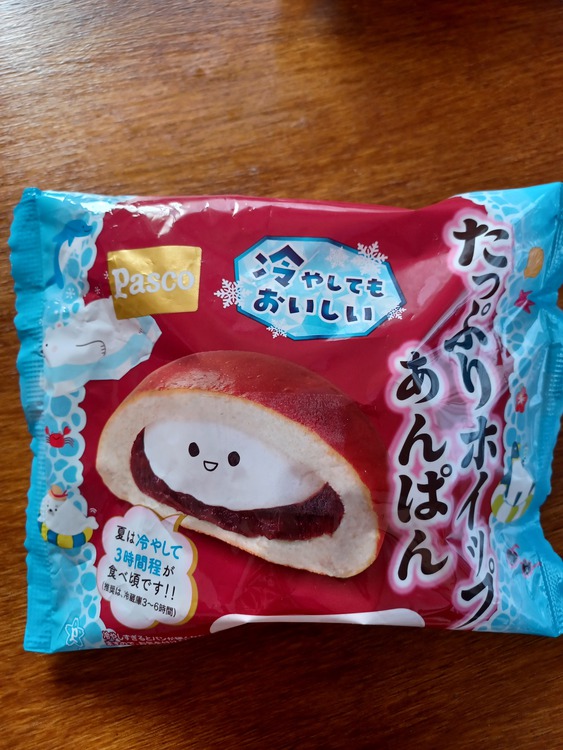 Pasco
冷やしても
おいしい
たっぷりホイップ
あんぱん
夏は冷やして
3時間程が
食べ頃です!!
(推奨は、冷蔵庫3〜6時間)